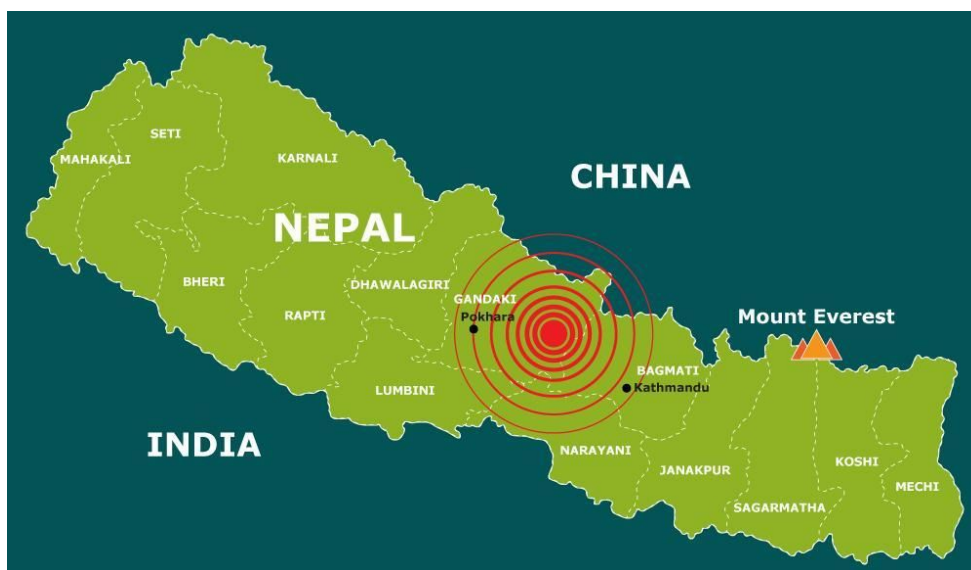 SETI
MAHAKALI
KARNALI
CHINA
NEPAL
BHERI
DHAWALAGIRI
GANDAKI
Pokhara
RAPTI
Mount Everest
BAGMATI
Kathmandu
LUMBINI
INDIA
NARAYANI
JANAKPUR
KOSHI
MECHI
SAGARMATHA